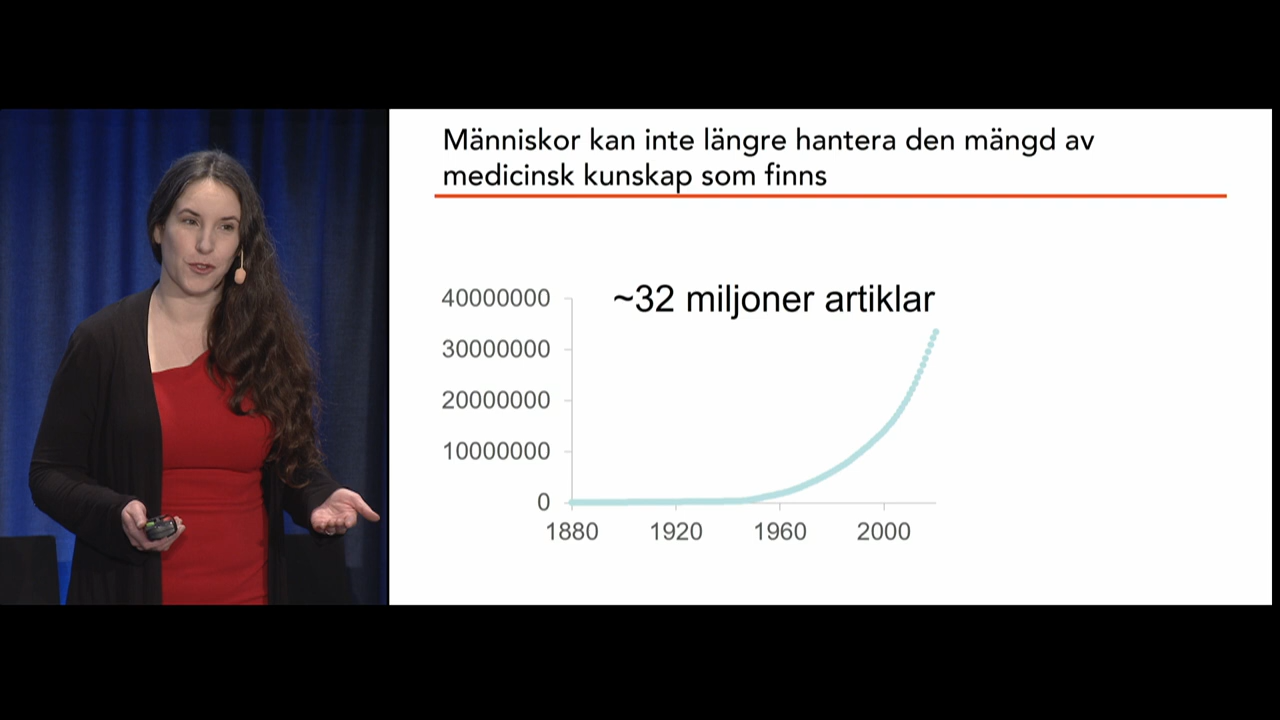 Människor kan inte längre hantera den mängd av
medicinsk kunskap som finns
~32 miljoner artiklar
40000000
30000000
20000000
10000000
0
1880 1920 1960 2000